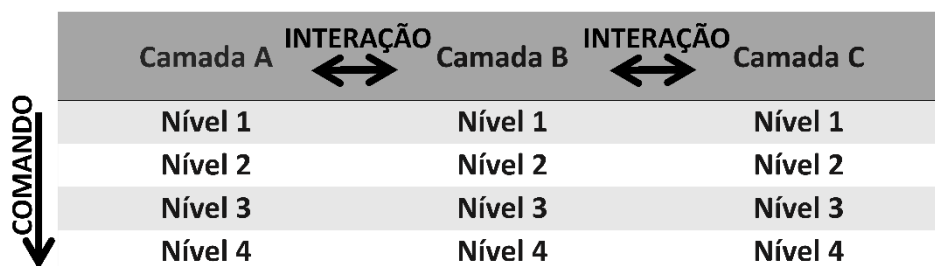 INTERAÇÃO INTERAÇÃO
Camada A Camada B Camada C
COMANDO
Nível 1 Nível 1 Nível 1
Nível 2 Nível 2 Nível 2
Nível 3 Nível 3 Nível 3
Nível 4 Nível 4 Nível 4